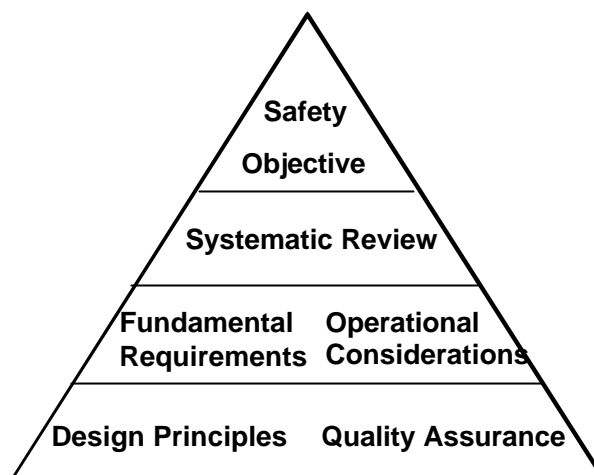 Safety
Objective
Systematic Review
Fundamental Requirements
Operational Considerations
Design Principles
Quality Assurance